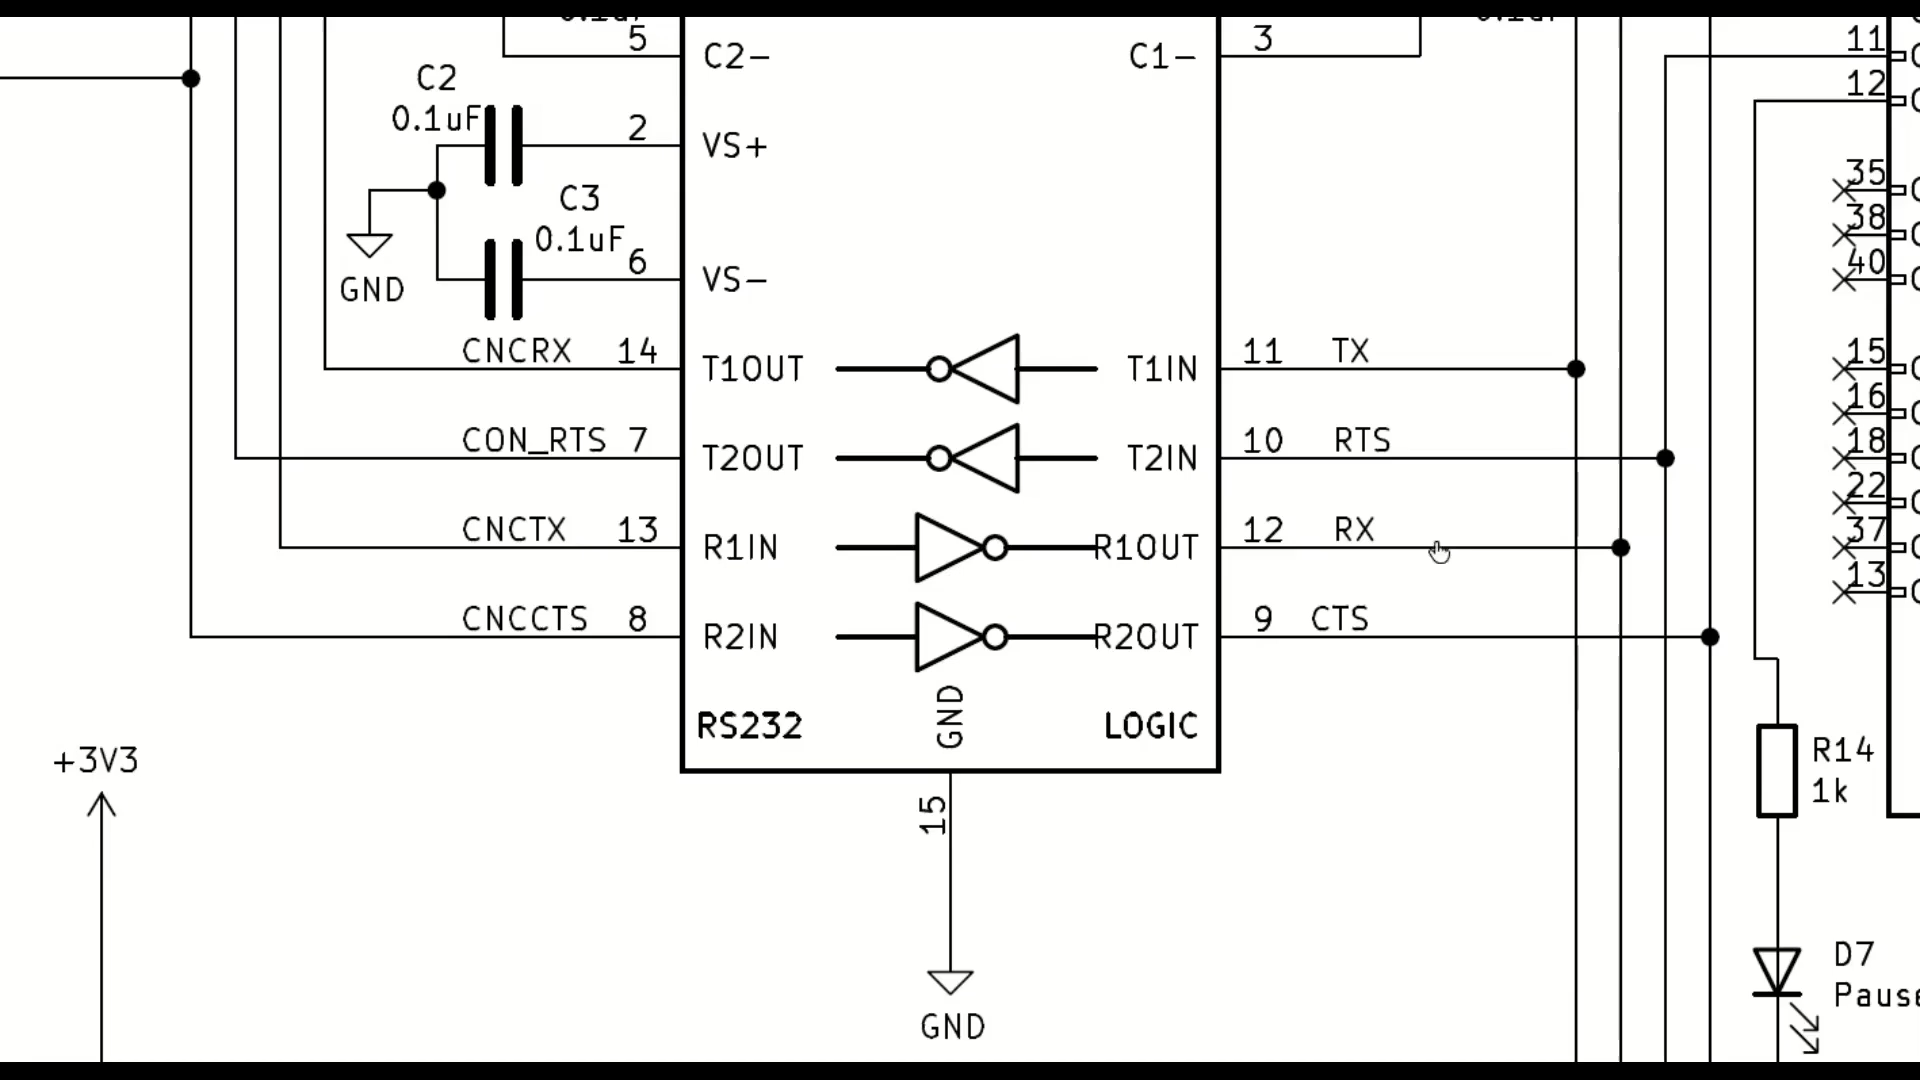 5
C2-
C1-
3
11
12
C2
0.1uF
2
VS+
C3
0.1uF
6
VS-
GND
35
38
40
CNCRX 14 T1OUT
T1IN 11 TX
15
16
CON_RTS 7 T2OUT
T2IN 10 RTS
18
22
CNCTX 13 R1IN
R1OUT 12 RX
37
13
CNCCTS 8 R2IN
R2OUT 9 CTS
GND
RS232
LOGIC
+3V3
R14
1k
15
D7
GND